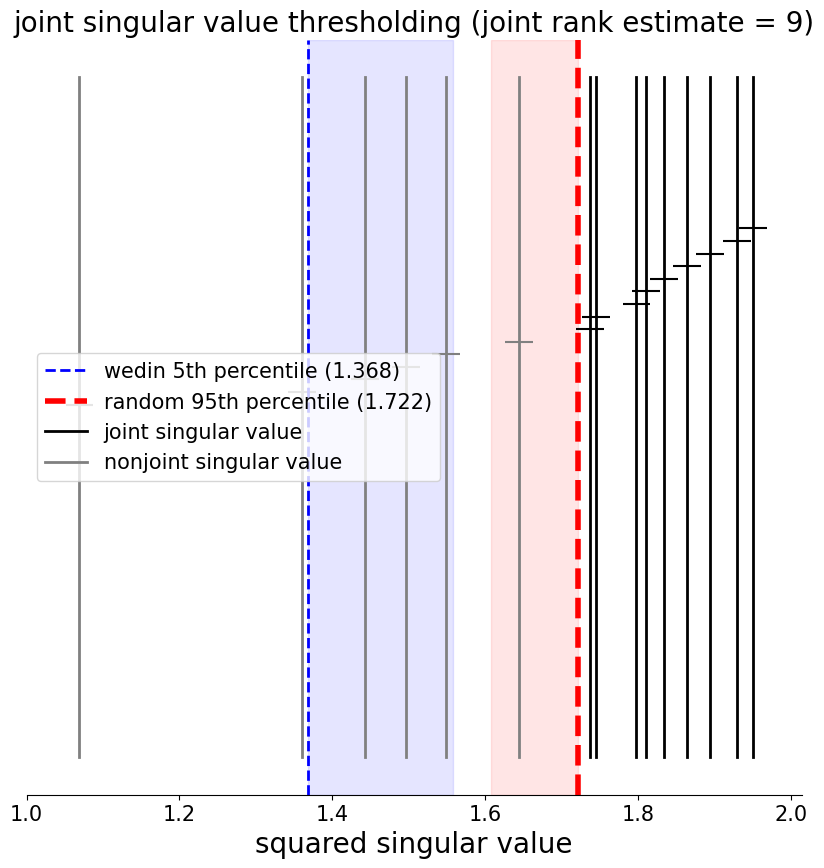 joint singular value thresholding (joint rank estimate = 9)
wedin 5th percentile (1.368)
random 95th percentile (1.722)
joint singular value
nonjoint singular value
1.0 1.2 1.4 1.6 1.8 2.0
squared singular value